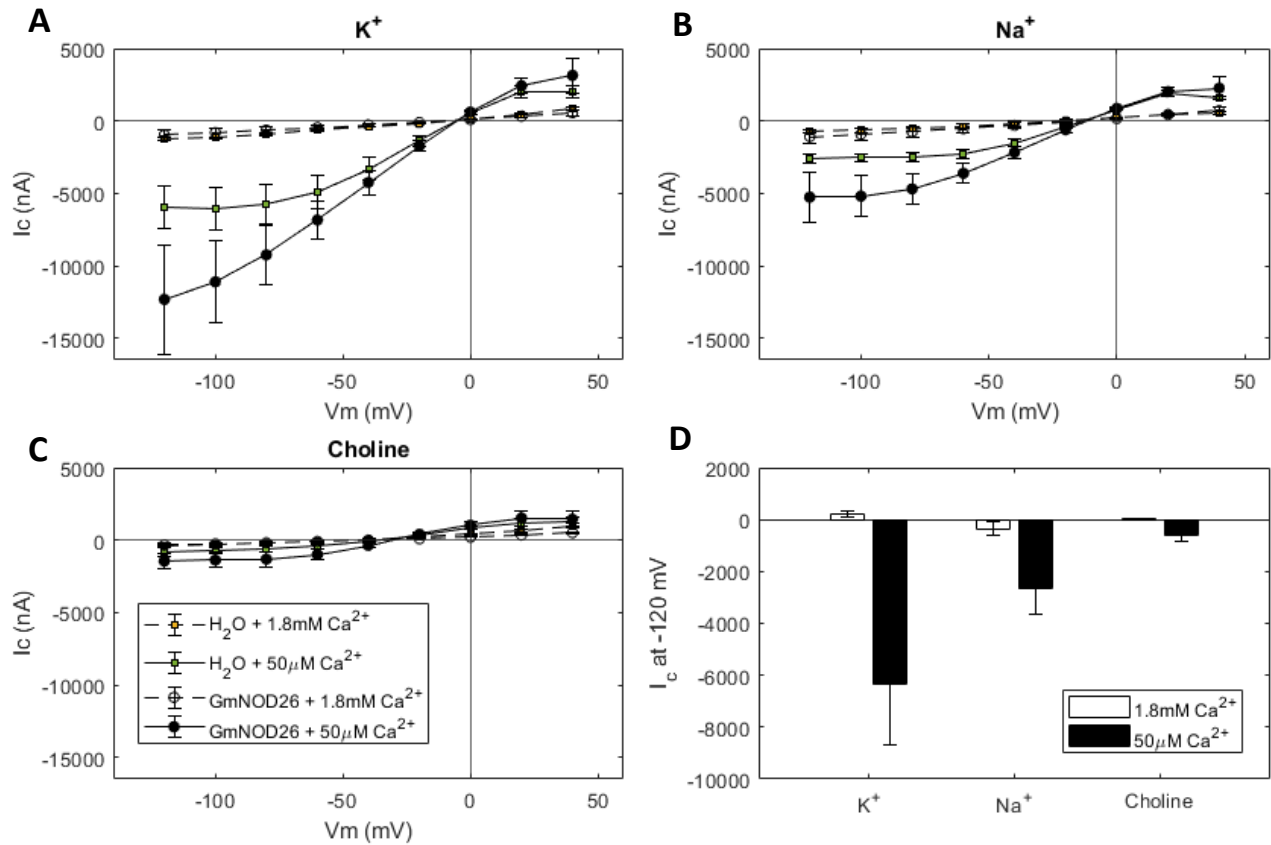 A
K+
5000
0
-5000
-10000
-15000
Ic (nA)
-100 -50 0 50
Vm (mV)
B
Na+
5000
0
-5000
-10000
-15000
Ic (nA)
-100 -50 0 50
Vm (mV)
C
Choline
5000
0
-5000
-10000
-15000
Ic (nA)
H2O + 1.8mM Ca2+
H2O + 50μM Ca2+
GmNOD26 + 1.8mM Ca2+
GmNOD26 + 50μM Ca2+
-100 -50 0 50
Vm (mV)
D
2000
0
-2000
-4000
-6000
-8000
-10000
Ic at -120 mV
1.8mM Ca2+
50μM Ca2+
K+ Na+ Choline